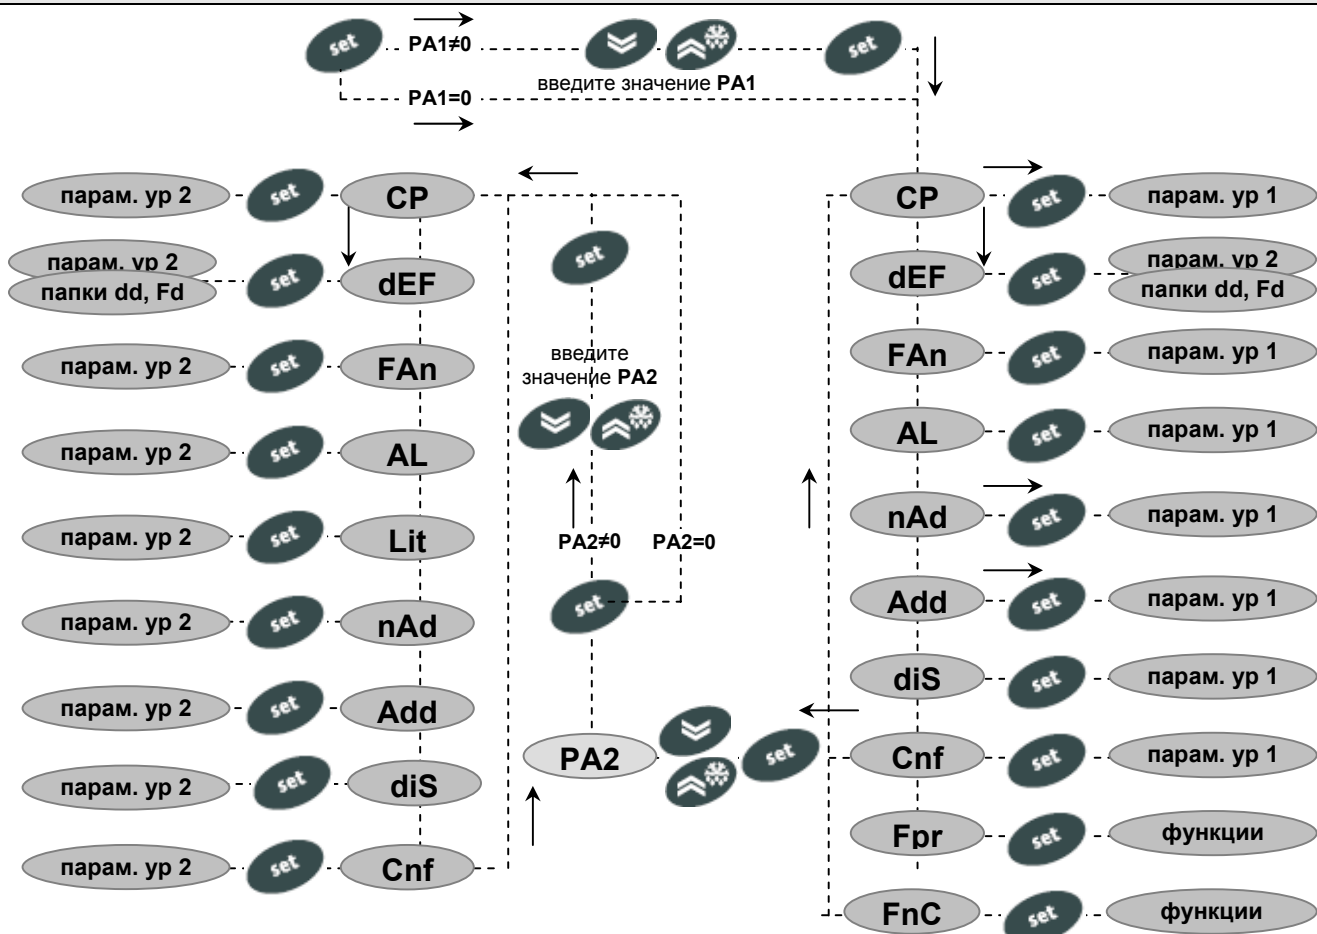 set PA1≠0 set
введите значение PA1
PA1=0
парам. ур 2 set CP
парам. ур 2
папки dd, Fd set dEF
парам. ур 2 set FAn
парам. ур 2 set AL
парам. ур 2 set Lit
парам. ур 2 set nAd
парам. ур 2 set Add
парам. ур 2 set diS
парам. ур 2 set Cnf
set
введите
значение PA2
PA2≠0 PA2=0
set
PA2 set
CP set парам. ур 1
dEF set парам. ур 2
папки dd, Fd
FAn set парам. ур 1
AL set парам. ур 1
nAd set парам. ур 1
Add set парам. ур 1
diS set парам. ур 1
Cnf set парам. ур 1
Fpr set функции
FnC set функции